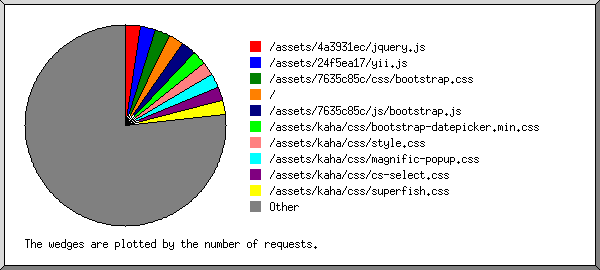 /assets/4a3931ec/jquery.js
/assets/24f5ea17/yii.js
/assets/7635c85c/css/bootstrap.css
/
/assets/7635c85c/js/bootstrap.js
/assets/kaha/css/bootstrap-datepicker.min.css
/assets/kaha/css/style.css
/assets/kaha/css/magnific-popup.css
/assets/kaha/css/cs-select.css
/assets/kaha/css/superfish.css
Other
The wedges are plotted by the number of requests.